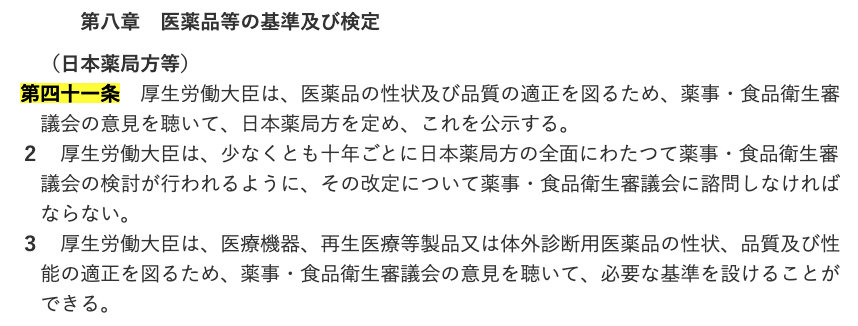 第八章　医薬品等の基準及び検定
（日本薬局方等）
第四十一条　厚生労働大臣は、医薬品の性状及び品質の適正を図るため、薬事・食品衛生審
議会の意見を聴いて、日本薬局方を定め、これを公示する。
２　厚生労働大臣は、少なくとも十年ごとに日本薬局方の全面にわたつて薬事・食品衛生審
議会の検討が行われるように、その改定について薬事・食品衛生審議会に諮問しなければ
ならない。
３　厚生労働大臣は、医療機器、再生医療等製品又は体外診断用医薬品の性状、品質及び性
能の適正を図るため、薬事・食品衛生審議会の意見を聴いて、必要な基準を設けることが
できる。